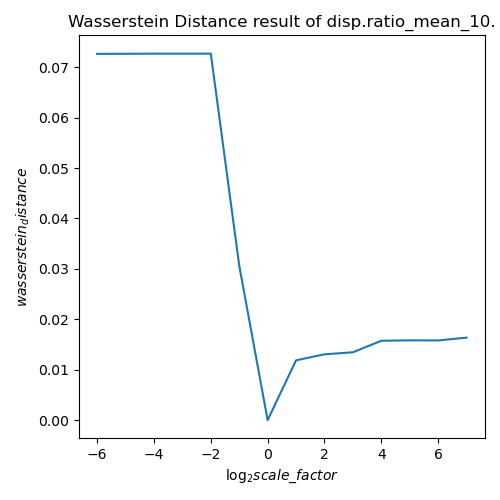 Wasserstein Distance result of disp.ratio_mean_10.
0.07
0.06
0.05
0.04
0.03
0.02
0.01
0.00
wasserstein_distance
−6 −4 −2 0 2 4 6
log₂scale_factor